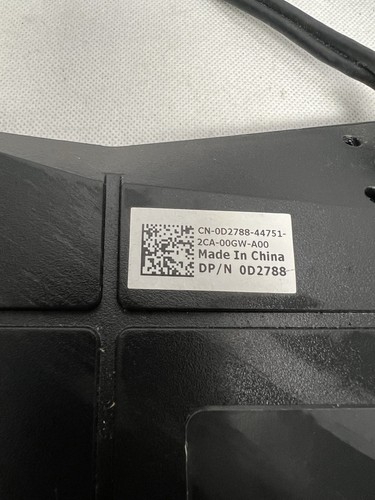 CN-0D2788-44751-
2CA-00GW-A00
Made In China
DP/N 0D2788